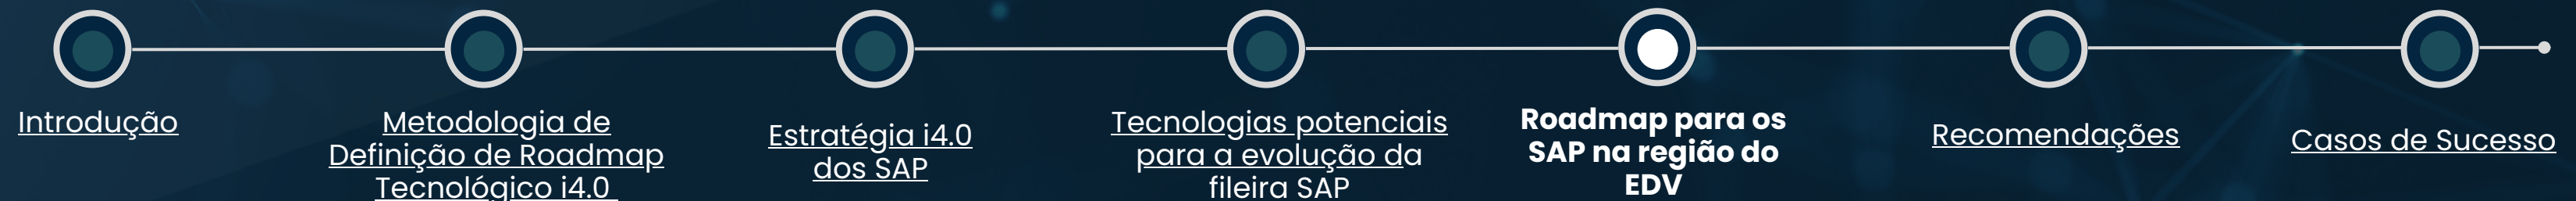 Introdução
Metodologia de
Definição de Roadmap
Tecnológico i4.0
Estratégia i4.0
dos SAP
Tecnologias potenciais
para a evolução da
fileira SAP
Roadmap para os
SAP na região do
EDV
Recomendações
Casos de Sucesso